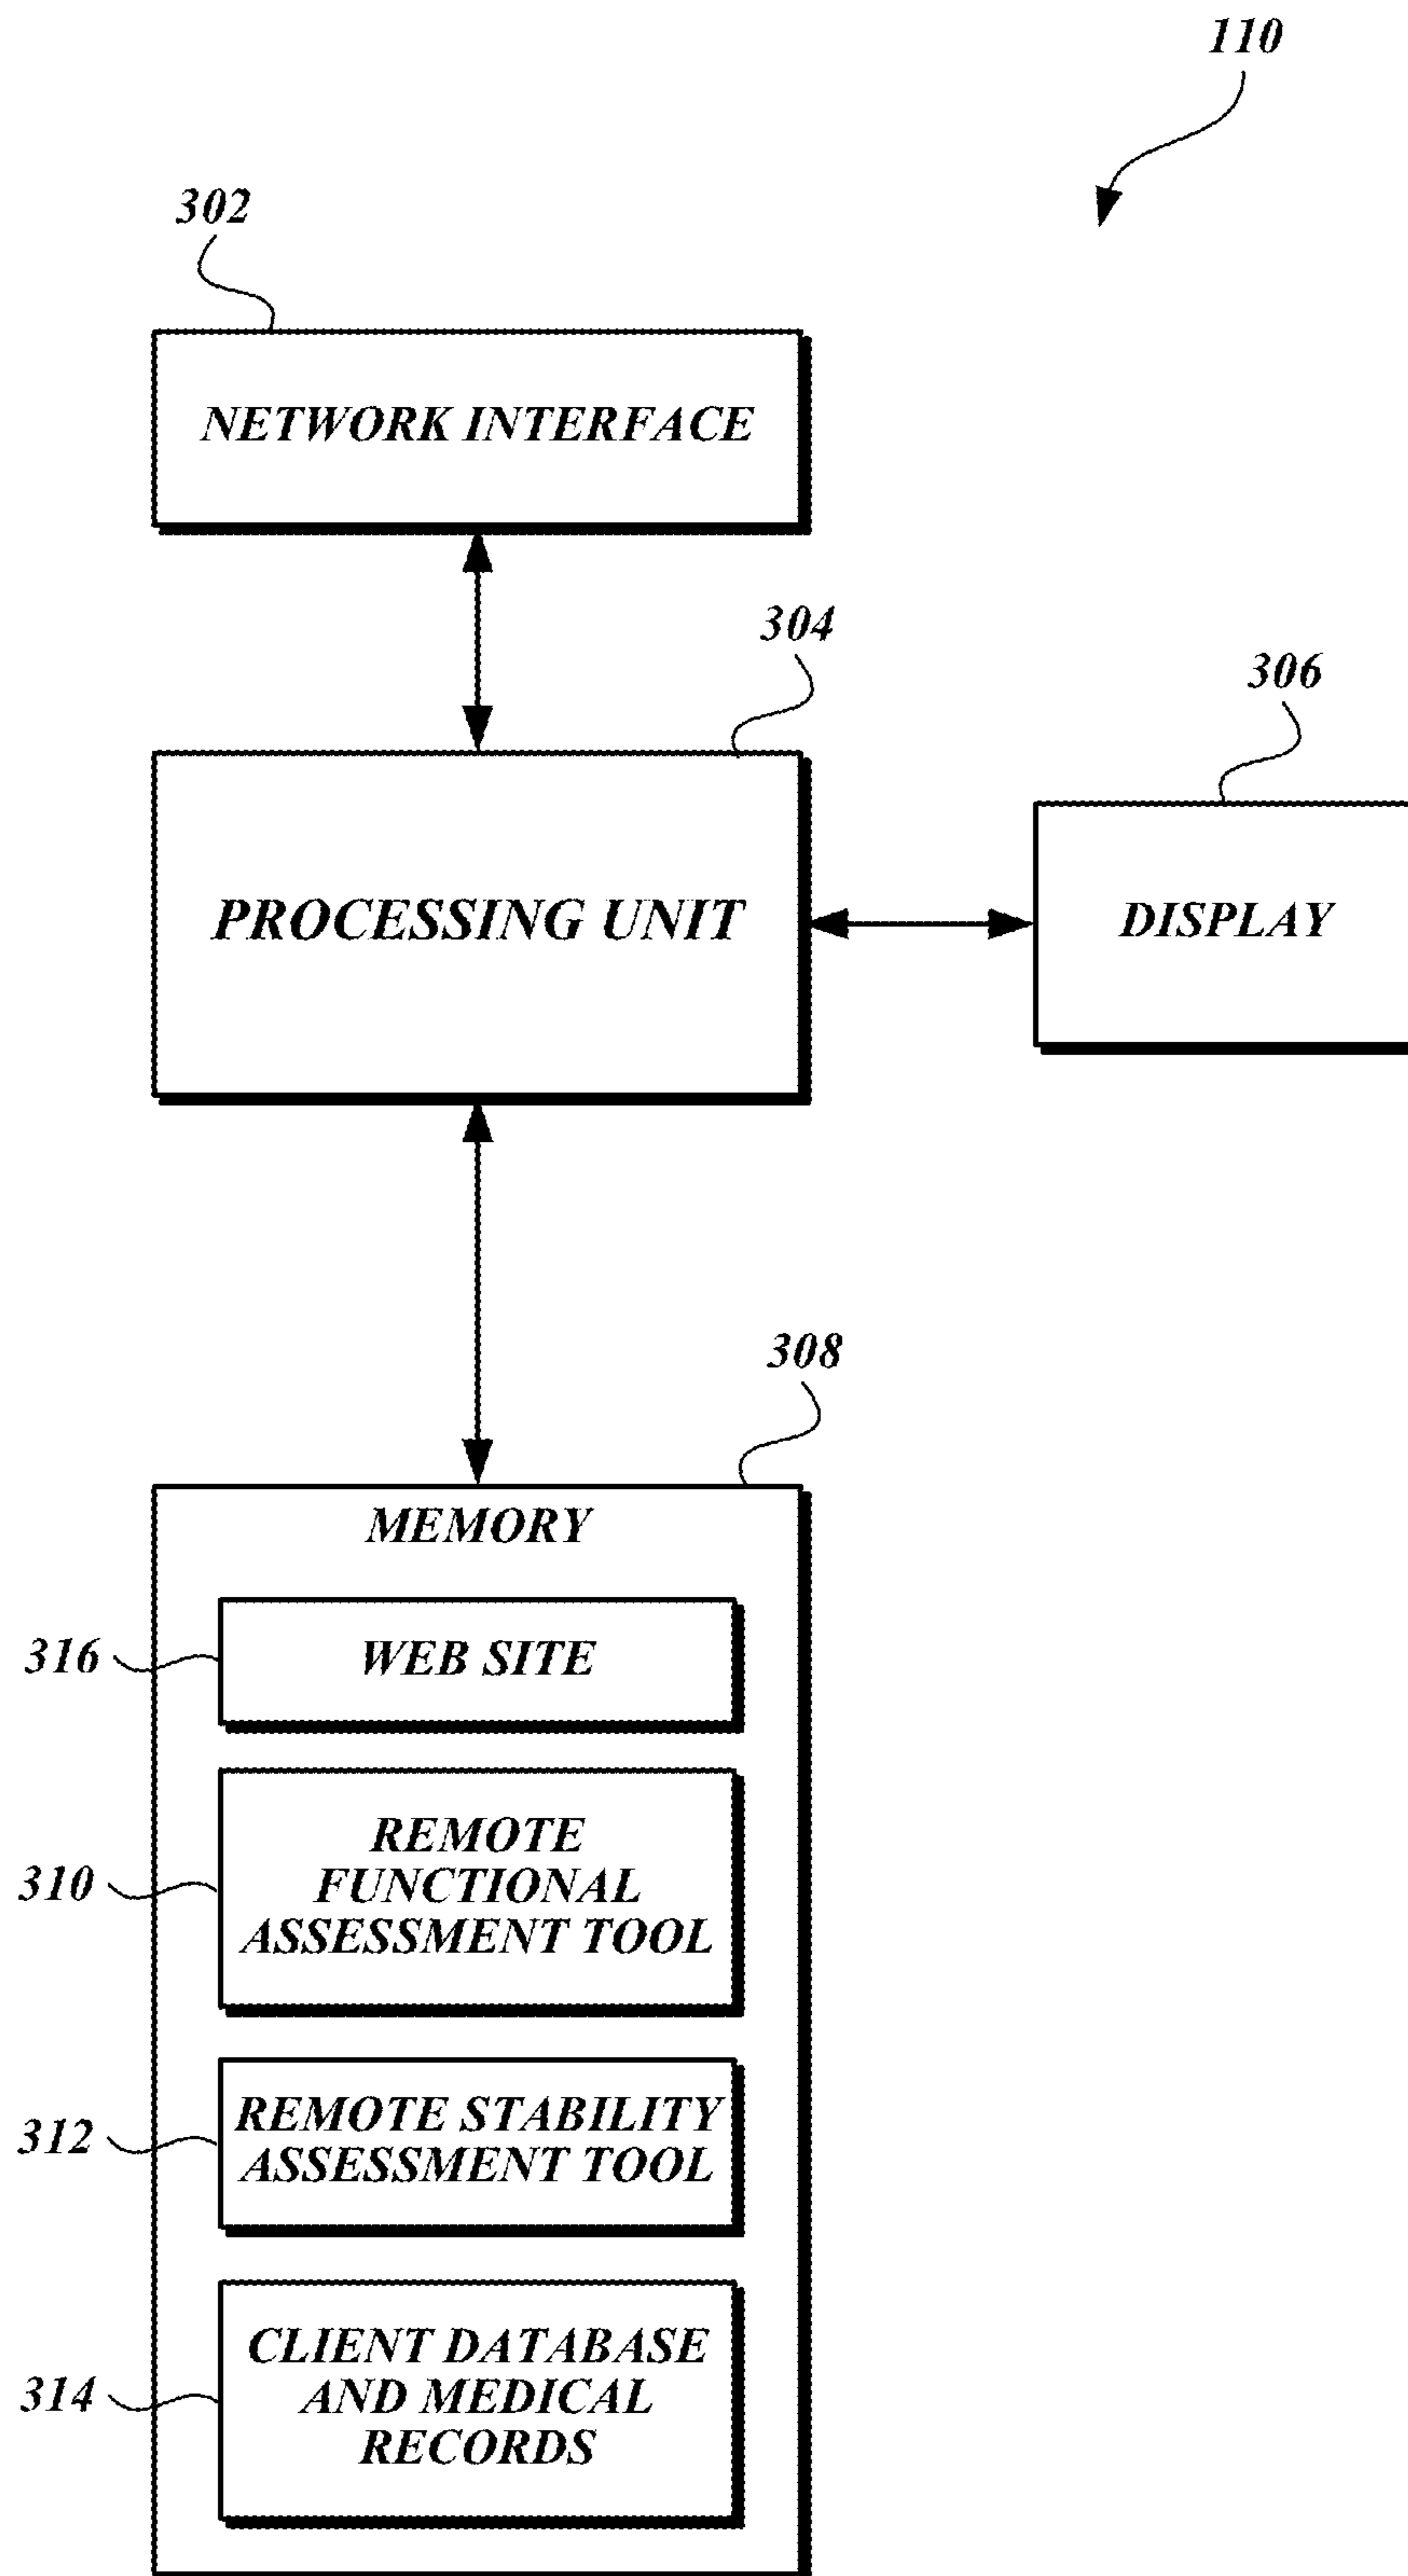 110
302
NETWORK INTERFACE
304
306
PROCESSING UNIT
DISPLAY
308
MEMORY
316
WEB SITE
310
REMOTE
FUNCTIONAL
ASSESSMENT TOOL
312
REMOTE STABILITY
ASSESSMENT TOOL
314
CLIENT DATABASE
AND MEDICAL
RECORDS